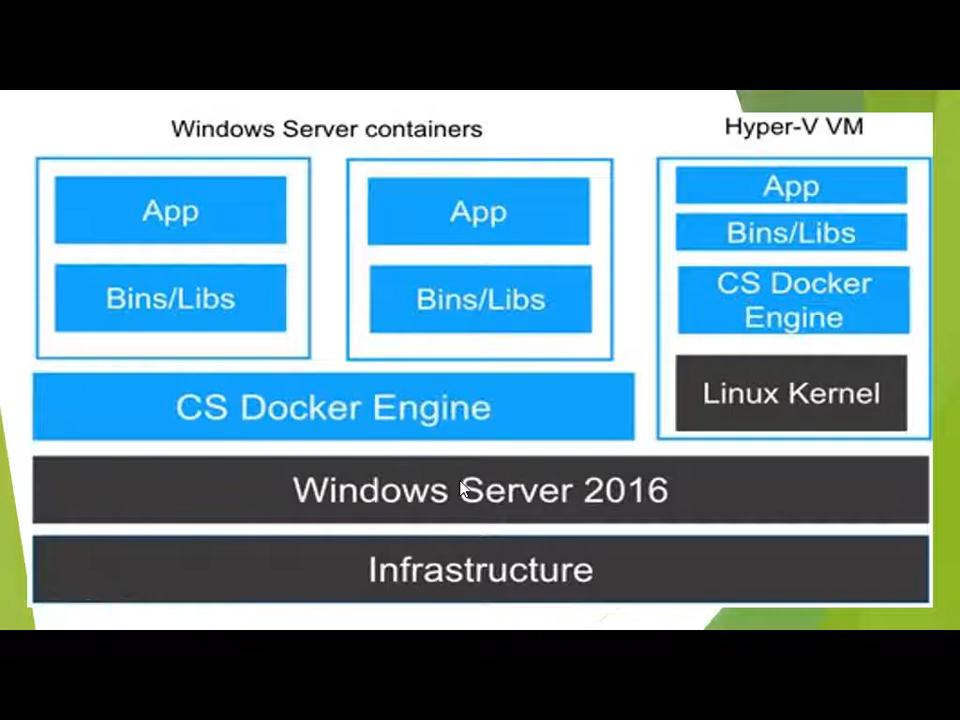 Windows Server containers
Hyper-V VM
App
Bins/Libs
App
Bins/Libs
App
Bins/Libs
CS Docker
Engine
Linux Kernel
CS Docker Engine
Windows Server 2016
Infrastructure